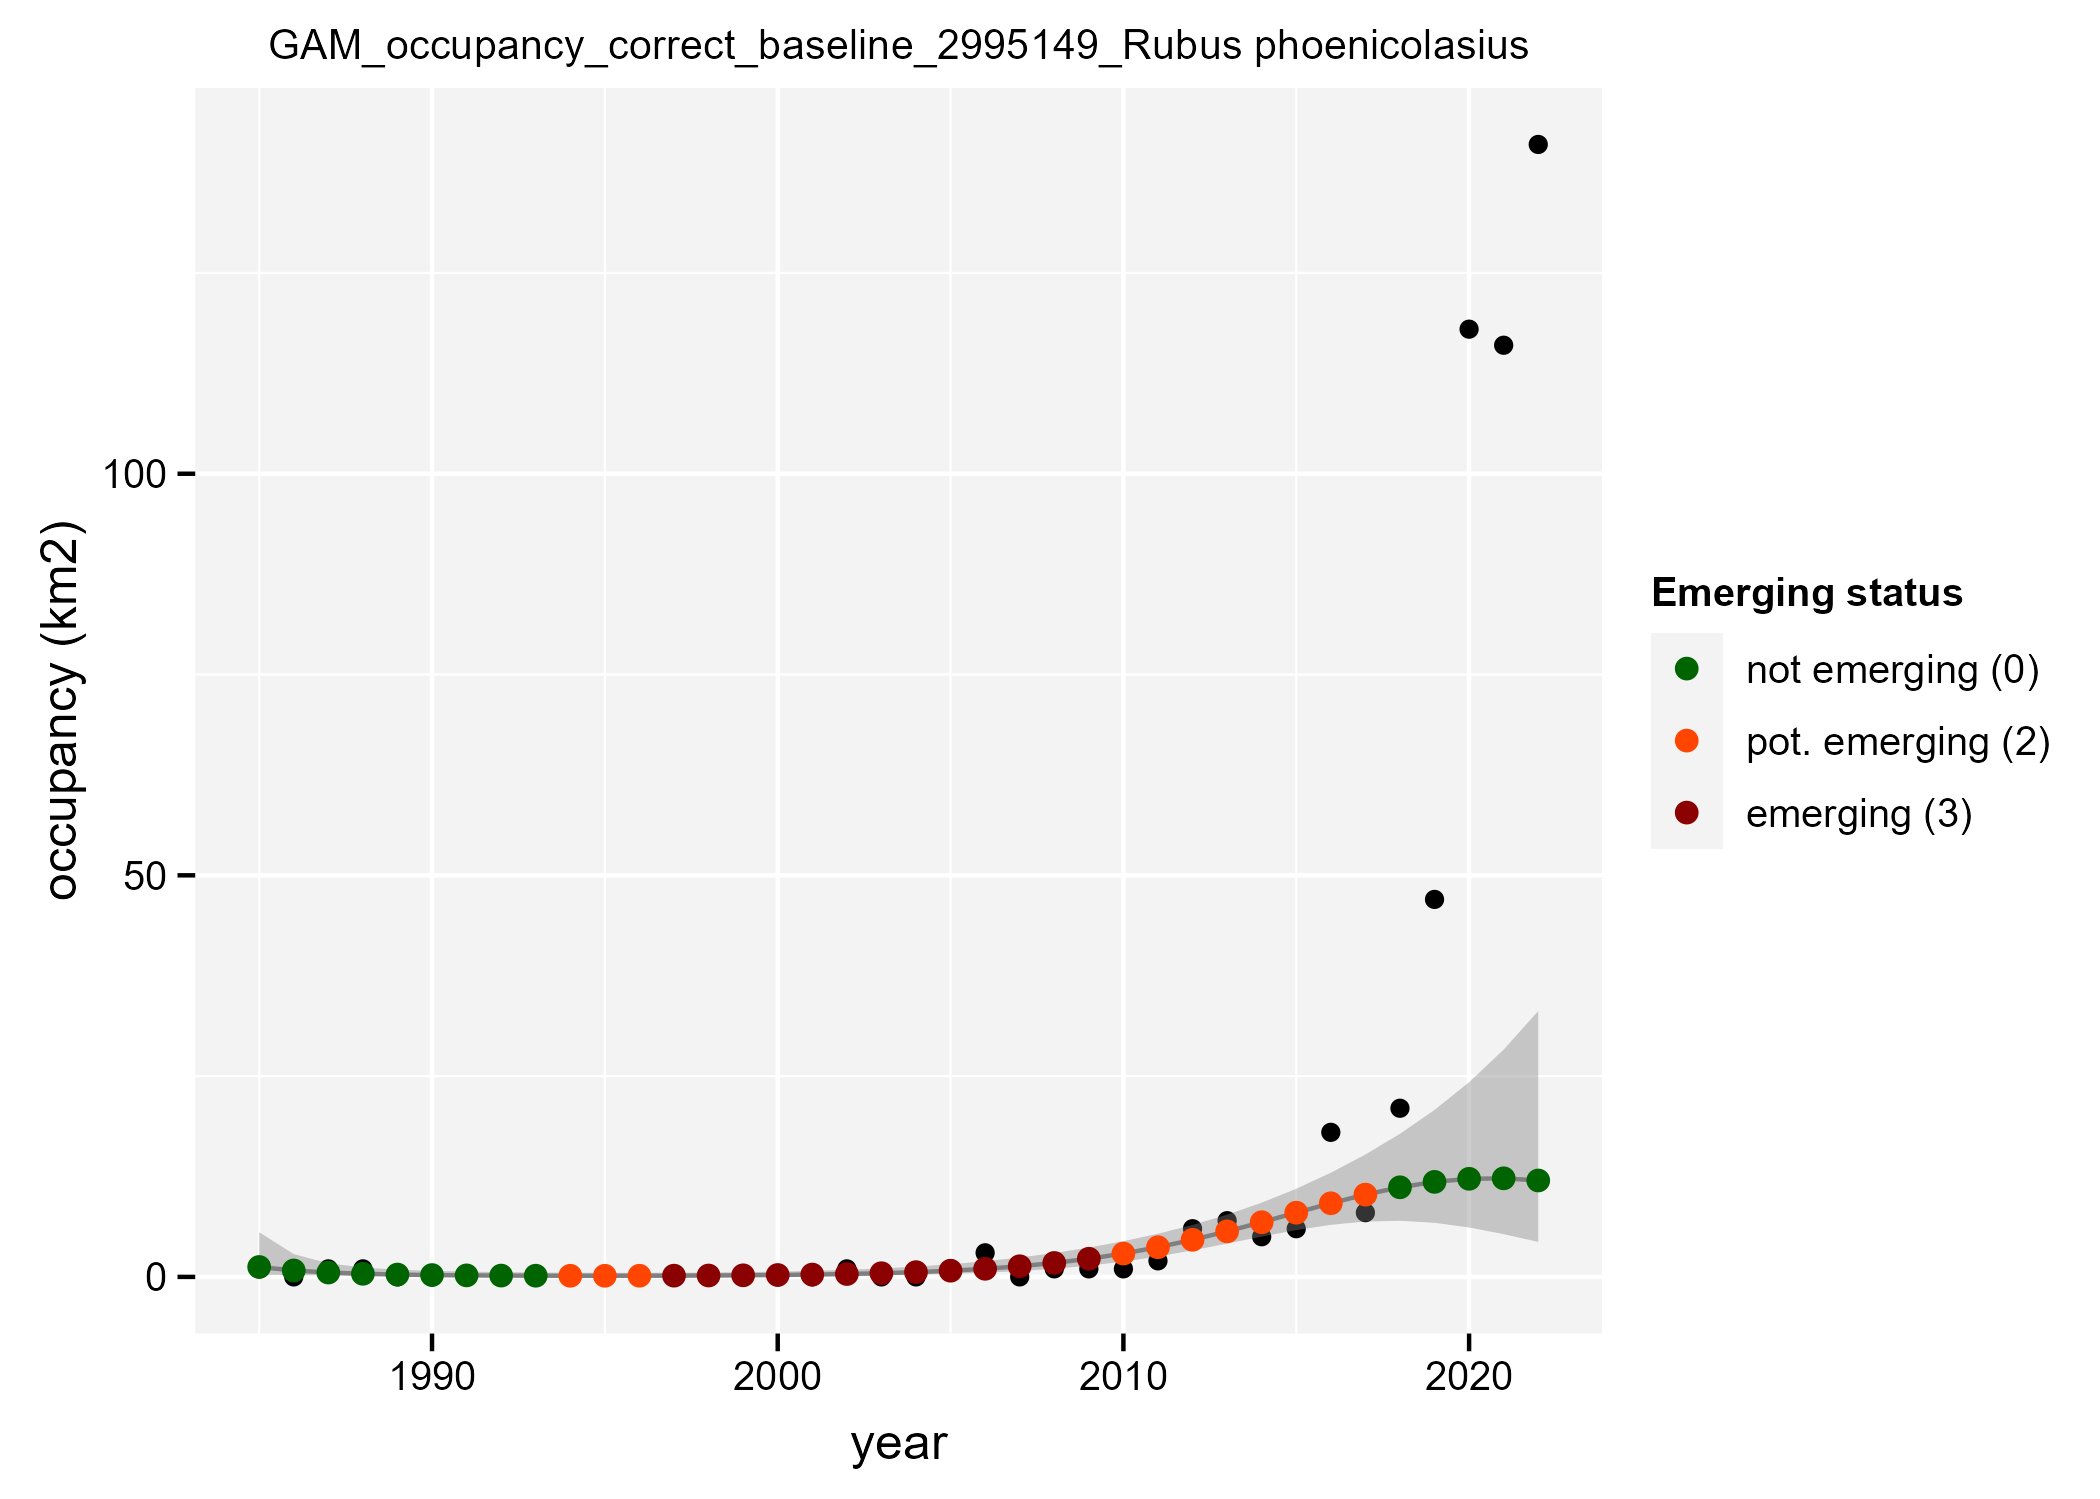 GAM_occupancy_correct_baseline_2995149_Rubus phoenicolasius
occupancy (km2)
100
50
0
1990 2000 2010 2020
year
Emerging status
not emerging (0)
pot. emerging (2)
emerging (3)